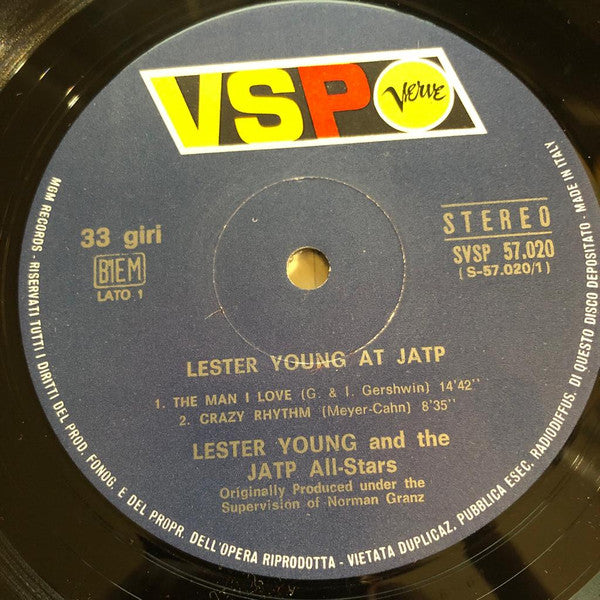 VSP Verve
33 giri
BIEM
LATO 1
STEREO
SVSP 57.020
(S-57.020/1)
LESTER YOUNG AT JATP
1. THE MAN I LOVE (G. & I. Gershwin) 14'42''
2. CRAZY RHYTHM (Meyer-Cahn) 8'35''
LESTER YOUNG and the
JATP All-Stars
Originally Produced under the
Supervision of Norman Granz
MGM RECORDS - RISERVATI TUTTI I DIRITTI DEL PROD. FONOG. E DEL PROPR. DELL'OPERA RIPRODOTTA - VIETATA DUPLICAZ. PUBBLICA ESEC. RADIODIFFUS. DI QUESTO DISCO DEPOSITATO - MADE IN ITALY